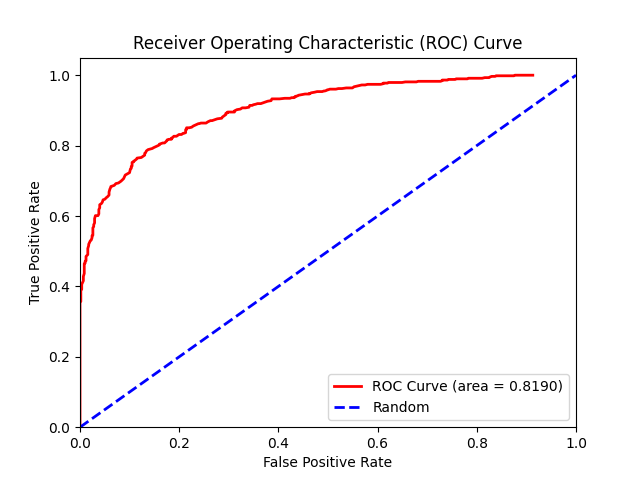 Receiver Operating Characteristic (ROC) Curve
1.0
0.8
0.6
0.4
0.2
0.0
True Positive Rate
ROC Curve (area = 0.8190)
Random
0.0 0.2 0.4 0.6 0.8 1.0
False Positive Rate